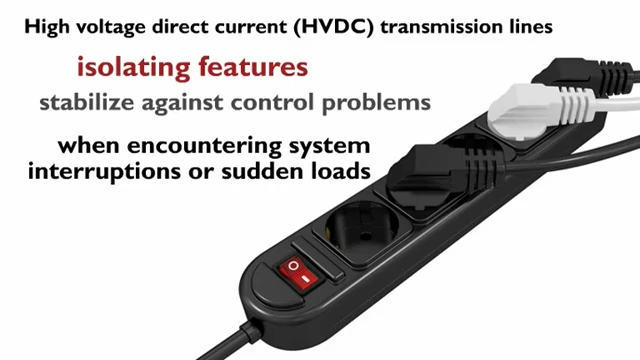 High voltage direct current (HVDC) transmission lines
isolating features
stabilize against control problems
when encountering system
interruptions or sudden loads